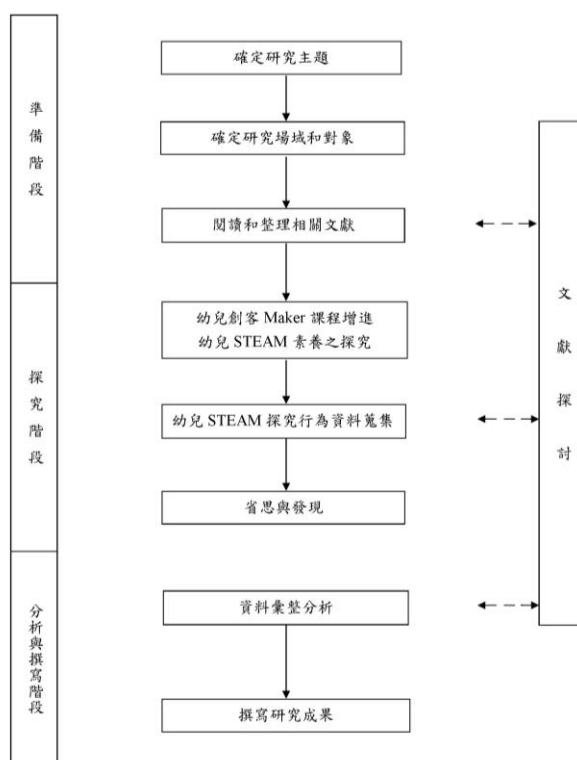 準備階段
確定研究主題
確定研究場域和對象
閱讀和整理相關文獻
探究階段
幼兒創客 Maker 課程增進
幼兒 STEAM 素養之探究
幼兒 STEAM 探究行為資料蒐集
省思與發現
分析與撰寫階段
資料彙整分析
撰寫研究成果
文獻探討